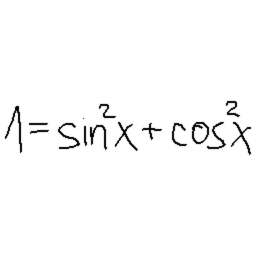 1 = sin²x + cos²x